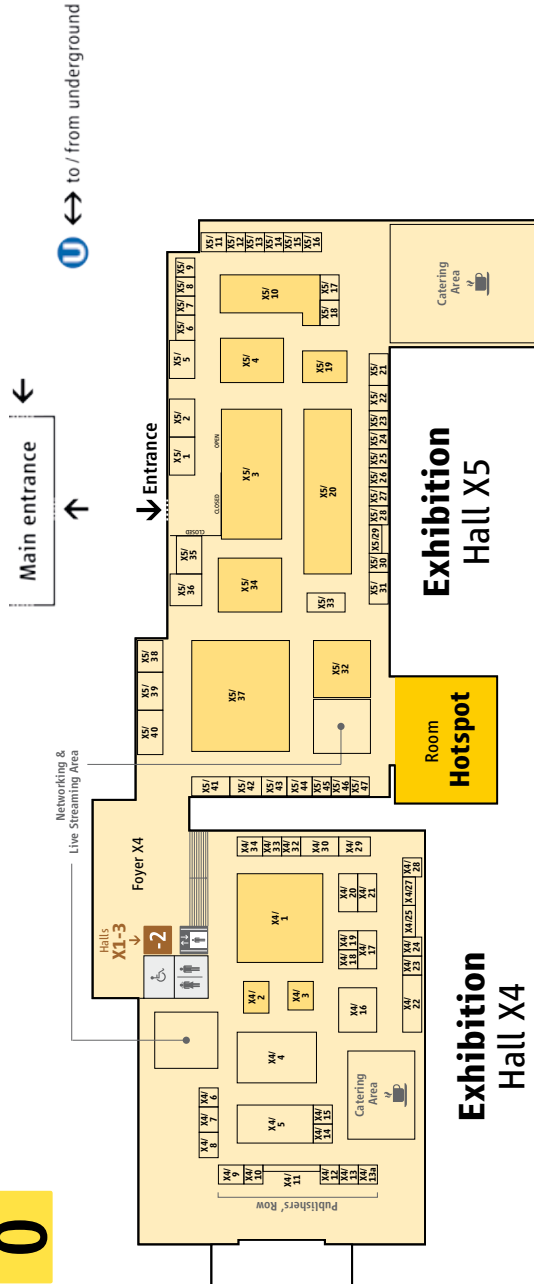 to / from underground
U
Main entrance
Entrance
OPEN
CLOSED
CLOSED
Networking &
Live Streaming Area
Foyer X4
Halls
X1-3
-2
Exhibition
Hall X5
Exhibition
Hall X4
Room
Hotspot
Catering
Area
Catering
Area
Publishers' Row
0
X5/
1
X5/
2
X5/
3
X5/
4
X5/
5
X5/
6
X5/
7
X5/
8
X5/
9
X5/
10
X5/
11
X5/
12
X5/
13
X5/
14
X5/
15
X5/
16
X5/
17
X5/
18
X5/
19
X5/
20
X5/
21
X5/
22
X5/
23
X5/
24
X5/
25
X5/
26
X5/
27
X5/
28
X5/29
X5/
30
X5/
31
X5/
32
X5/
33
X5/
34
X5/
35
X5/
36
X5/
37
X5/
38
X5/
39
X5/
40
X5/
41
X5/
42
X5/
43
X5/
44
X5/
45
X5/
46
X5/
47
X4/
1
X4/
2
X4/
3
X4/
4
X4/
5
X4/
6
X4/
7
X4/
8
X4/
9
X4/
10
X4/
11
X4/
12
X4/
13
X4/
13a
X4/
14
X4/
15
X4/
16
X4/
17
X4/
18
X4/
19
X4/
20
X4/
21
X4/
22
X4/
23
X4/
24
X4/25
X4/27
X4/
28
X4/
29
X4/
30
X4/
32
X4/
33
X4/
34